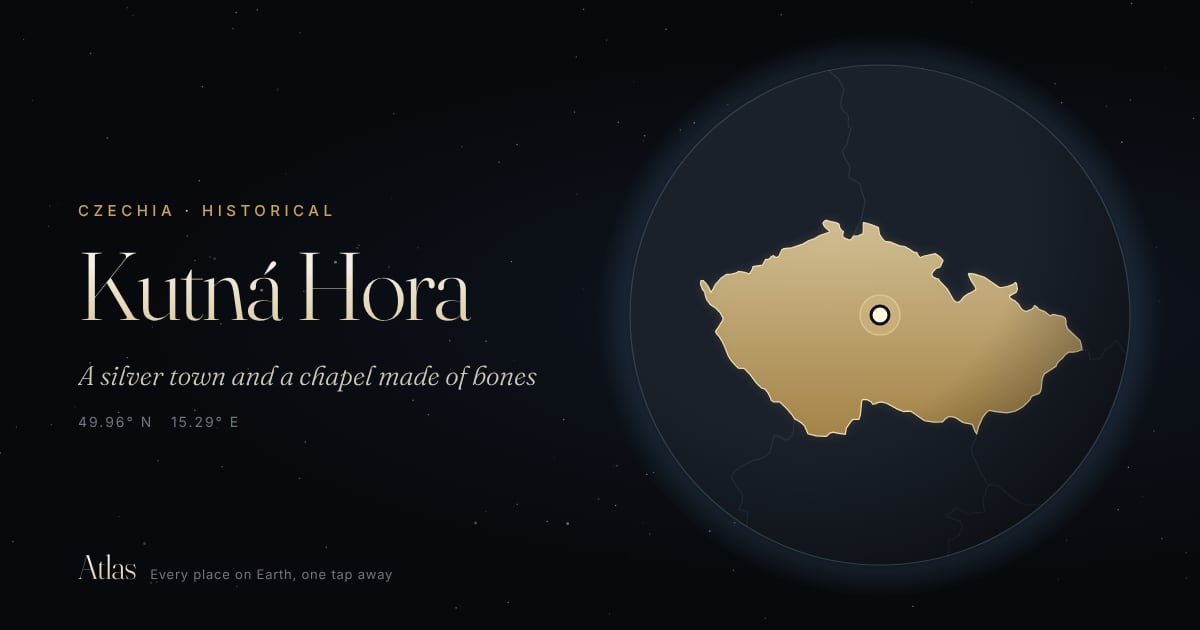 CZECHIA · HISTORICAL
Kutná Hora
A silver town and a chapel made of bones
49.96° N 15.29° E
Atlas Every place on Earth, one tap away